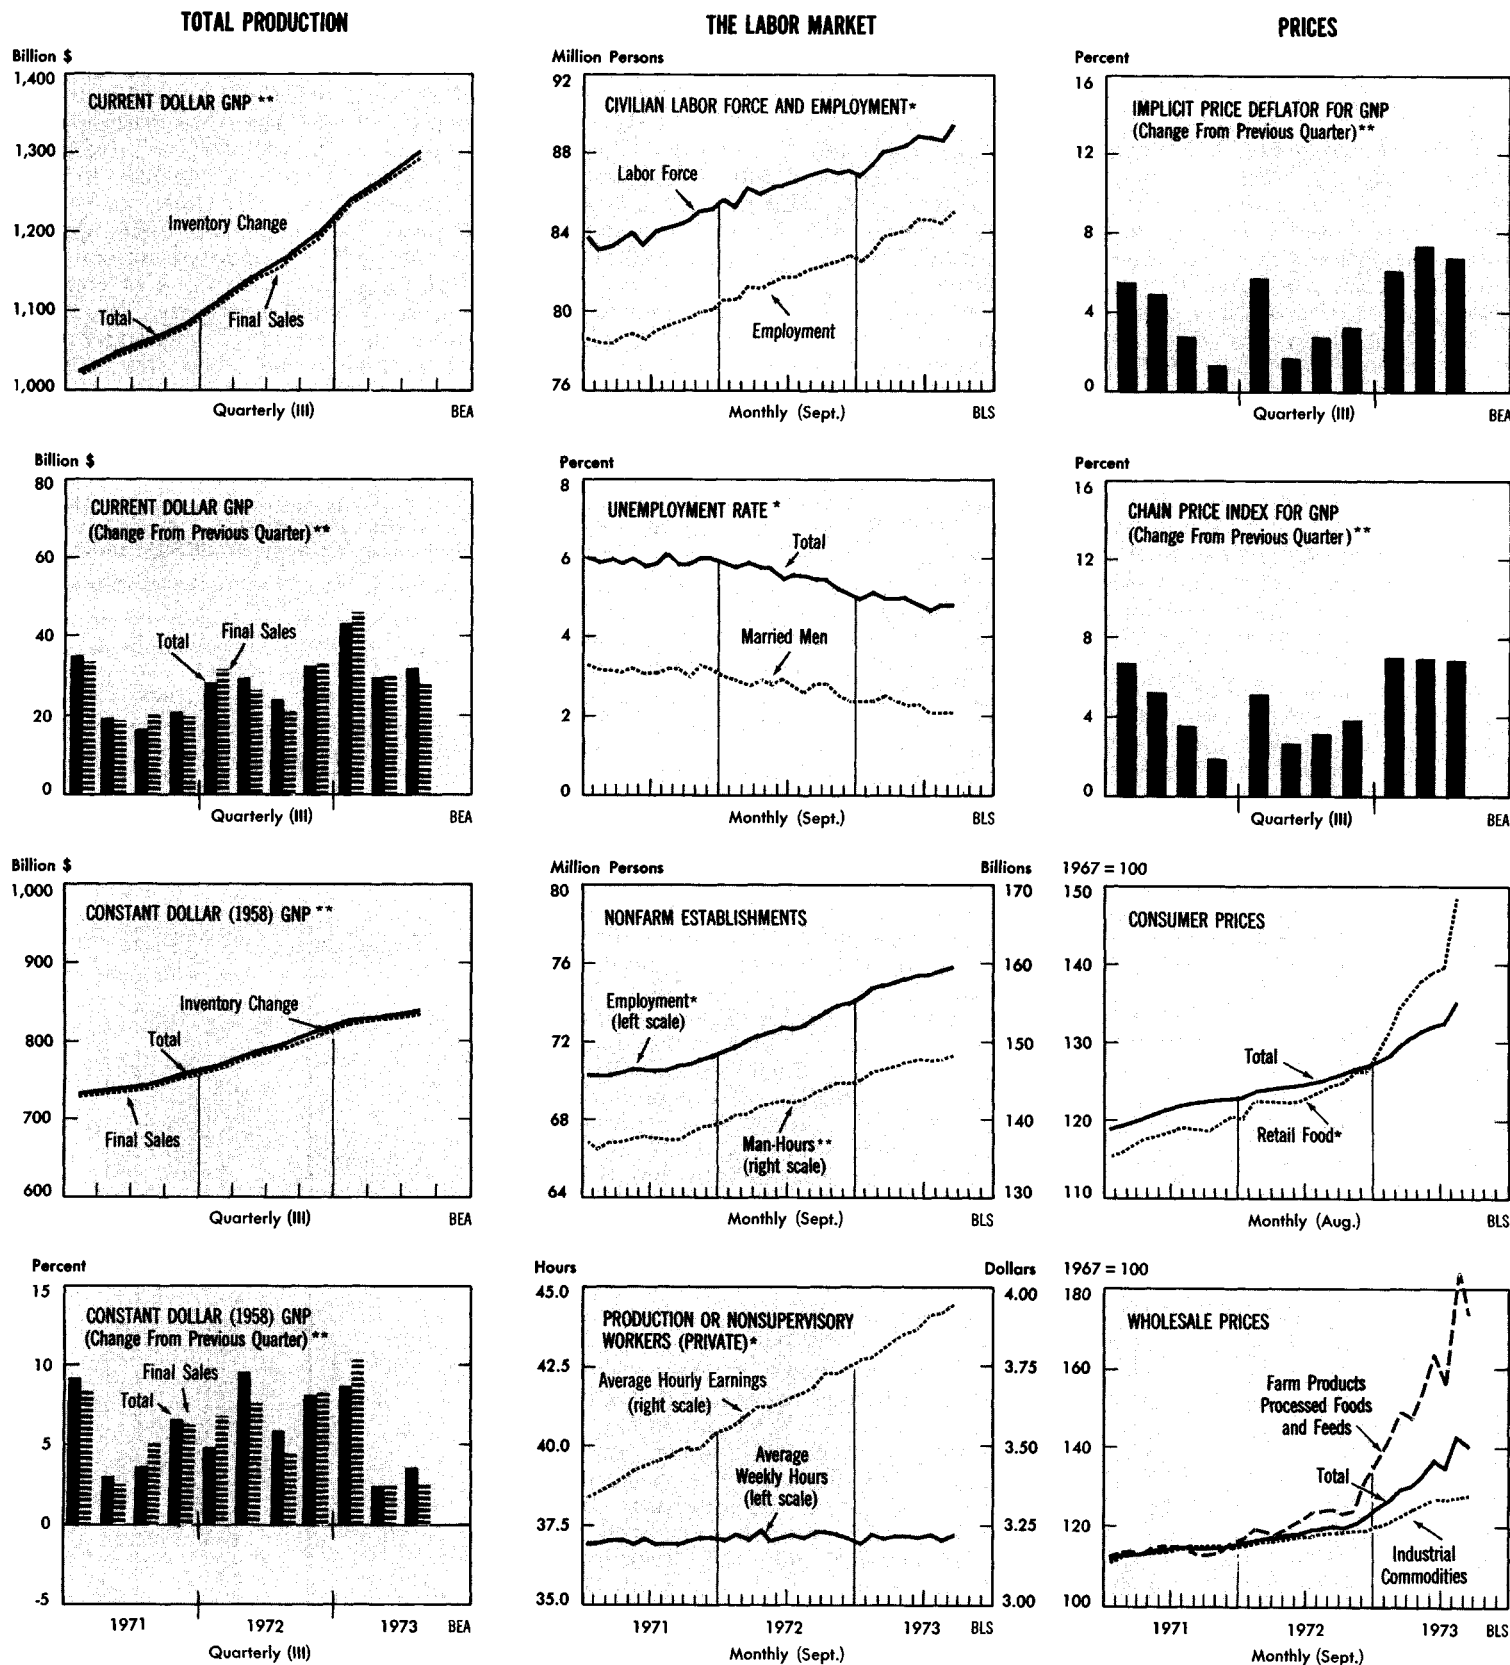 TOTAL PRODUCTION
Billion $
1,400
1,300
1,200
1,100
1,000
CURRENT DOLLAR GNP **
Inventory Change
Total
Final Sales
Quarterly (III)
BEA
Billion $
80
60
40
20
0
CURRENT DOLLAR GNP
(Change From Previous Quarter)**
Total
Final Sales
Quarterly (III)
BEA
Billion $
1,000
900
800
700
600
CONSTANT DOLLAR (1958) GNP **
Inventory Change
Total
Final Sales
Quarterly (III)
BEA
Percent
15
10
5
0
-5
CONSTANT DOLLAR (1958) GNP
(Change From Previous Quarter)**
Final Sales
Total
1971
1972
1973
BEA
Quarterly (III)
THE LABOR MARKET
Million Persons
92
88
84
80
76
CIVILIAN LABOR FORCE AND EMPLOYMENT*
Labor Force
Employment
Monthly (Sept.)
BLS
Percent
8
6
4
2
0
UNEMPLOYMENT RATE *
Total
Married Men
Monthly (Sept.)
BLS
Million Persons
Billions
80
76
72
68
64
170
160
150
140
130
NONFARM ESTABLISHMENTS
Employment*
(left scale)
Man-Hours**
(right scale)
Monthly (Sept.)
BLS
Hours
Dollars
45.0
42.5
40.0
37.5
35.0
4.00
3.75
3.50
3.25
3.00
PRODUCTION OR NONSUPERVISORY
WORKERS (PRIVATE)*
Average Hourly Earnings
(right scale)
Average
Weekly Hours
(left scale)
1971
1972
1973
BLS
Monthly (Sept.)
PRICES
Percent
16
12
8
4
0
IMPLICIT PRICE DEFLATOR FOR GNP
(Change From Previous Quarter)**
Quarterly (III)
BEA
Percent
16
12
8
4
0
CHAIN PRICE INDEX FOR GNP
(Change From Previous Quarter)**
Quarterly (III)
BEA
1967 = 100
150
140
130
120
110
CONSUMER PRICES
Total
Retail Food*
Monthly (Aug.)
BLS
1967 = 100
180
160
140
120
100
WHOLESALE PRICES
Farm Products
Processed Foods
and Feeds
Total
Industrial
Commodities
1971
1972
1973
BLS
Monthly (Sept.)